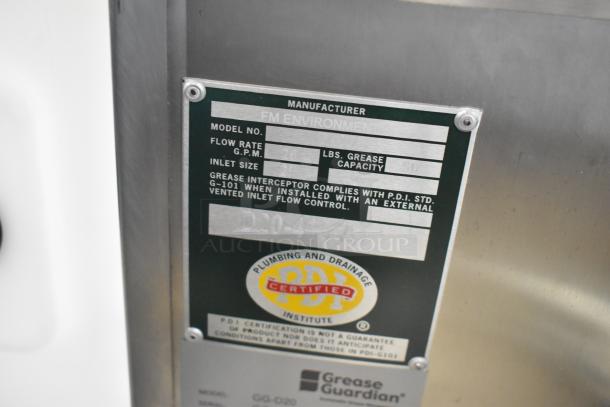 MANUFACTURER
FM ENVIRONMEN
MODEL NO.
FLOW RATE
G.P.M. 20
LBS. GREASE
CAPACITY
INLET SIZE
GREASE INTERCEPTOR COMPLIES WITH P.D.I. STD.
G-101 WHEN INSTALLED WITH AN EXTERNAL
VENTED INLET FLOW CONTROL.
AUCTION GROUP
PLUMBING AND DRAINAGE
PDI
CERTIFIED
INSTITUTE
®
P.D.I. CERTIFICATION IS NOT A GUARANTEE
OF PRODUCT NOR DOES IT ANTICIPATE
CONDITIONS APART FROM THOSE IN PDI-G101
Grease
Guardian®
MODEL: GG-D20